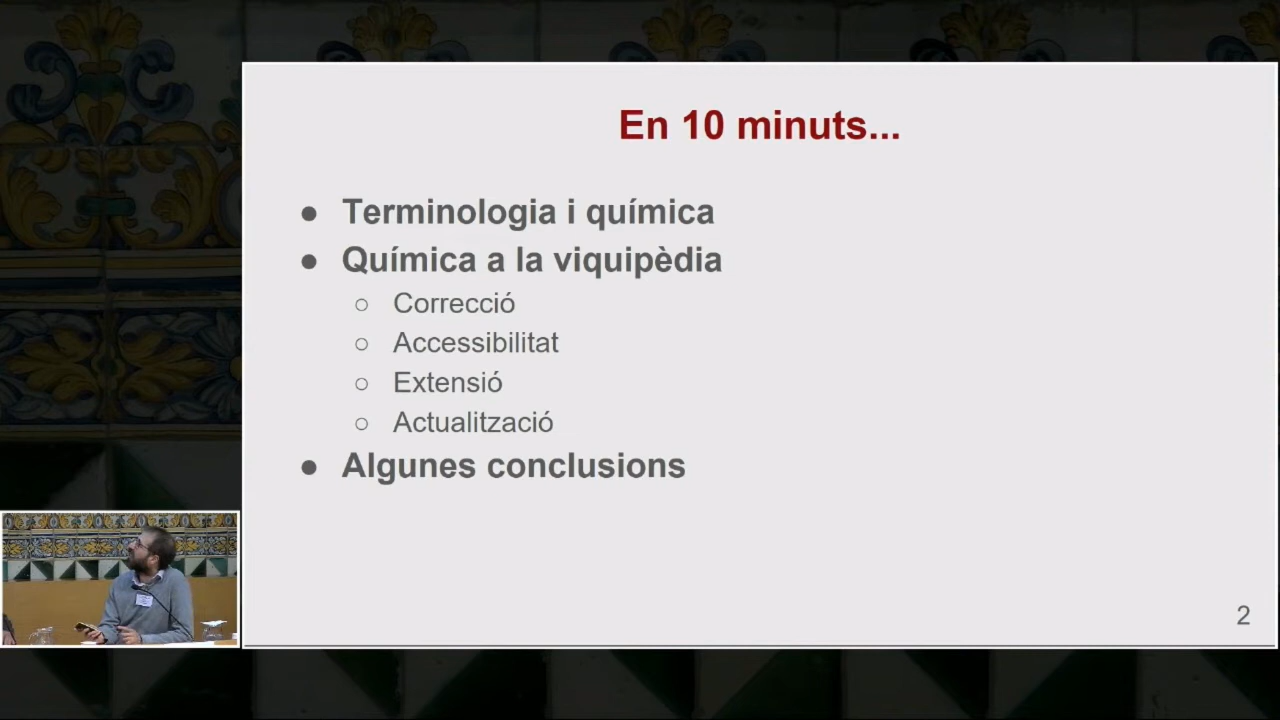 En 10 minuts...
● Terminologia i química
● Química a la viquipèdia
○ Correcció
○ Accessibilitat
○ Extensió
○ Actualització
● Algunes conclusions
2